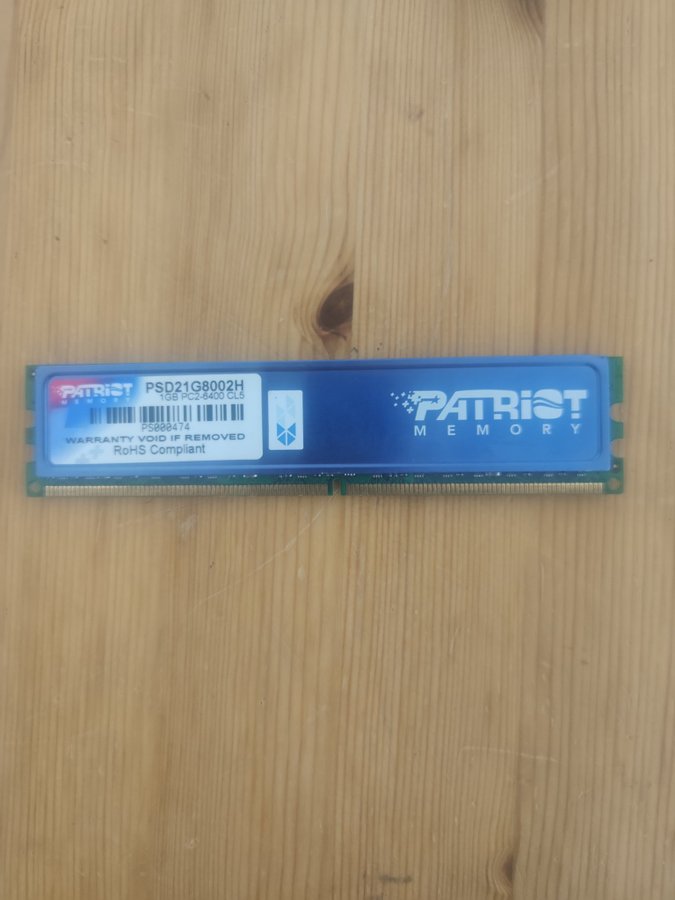 PATRIOT
MEMORY
PSD21G8002H
1GB PC2-6400 CL5
PS000474
WARRANTY VOID IF REMOVED
RoHS Compliant
PATRIOT
MEMORY